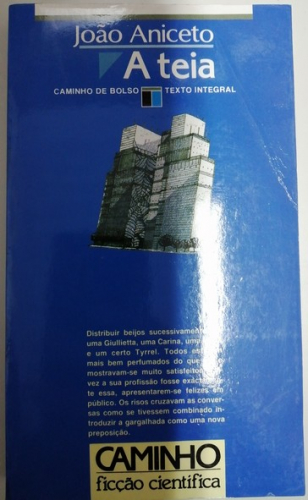 João Aniceto
A teia
CAMINHO DE BOLSO TEXTO INTEGRAL
Distribuir beijos sucessivamente
uma Giullietta, uma Carina, um
e um certo Tyrrel. Todos
mais bem perfumados do que
mostravam-se muito satisfeitos
vez a sua profissão fosse
te essa, apresentarem-se felizes em
público. Os risos cruzavam as conver-
sas como se tivessem combinado in-
troduzir a gargalhada como uma nova
preposição.
CAMINHO
ficção científica